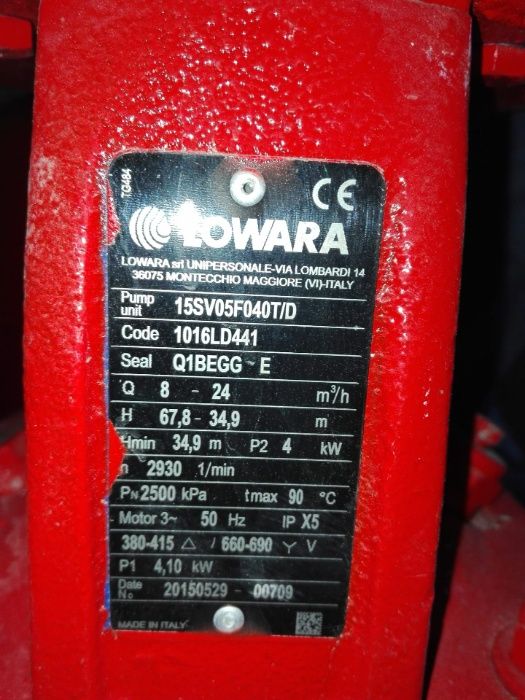 TG484
CE
LOWARA
LOWARA srl UNIPERSONALE-VIA LOMBARDI 14
36075 MONTECCHIO MAGGIORE (VI)-ITALY
Pump unit 15SV05F040T/D
Code 1016LD441
Seal Q1BEGG E
Q 8 - 24 m³/h
H 67,8 - 34,9 m
Hmin 34,9 m P2 4 kW
n 2930 1/min
PN 2500 kPa tmax 90 °C
Motor 3~ 50 Hz IP X5
380-415 △ / 660-690 Y V
P1 4,10 kW
Date No 20150529 - 00709
MADE IN ITALY